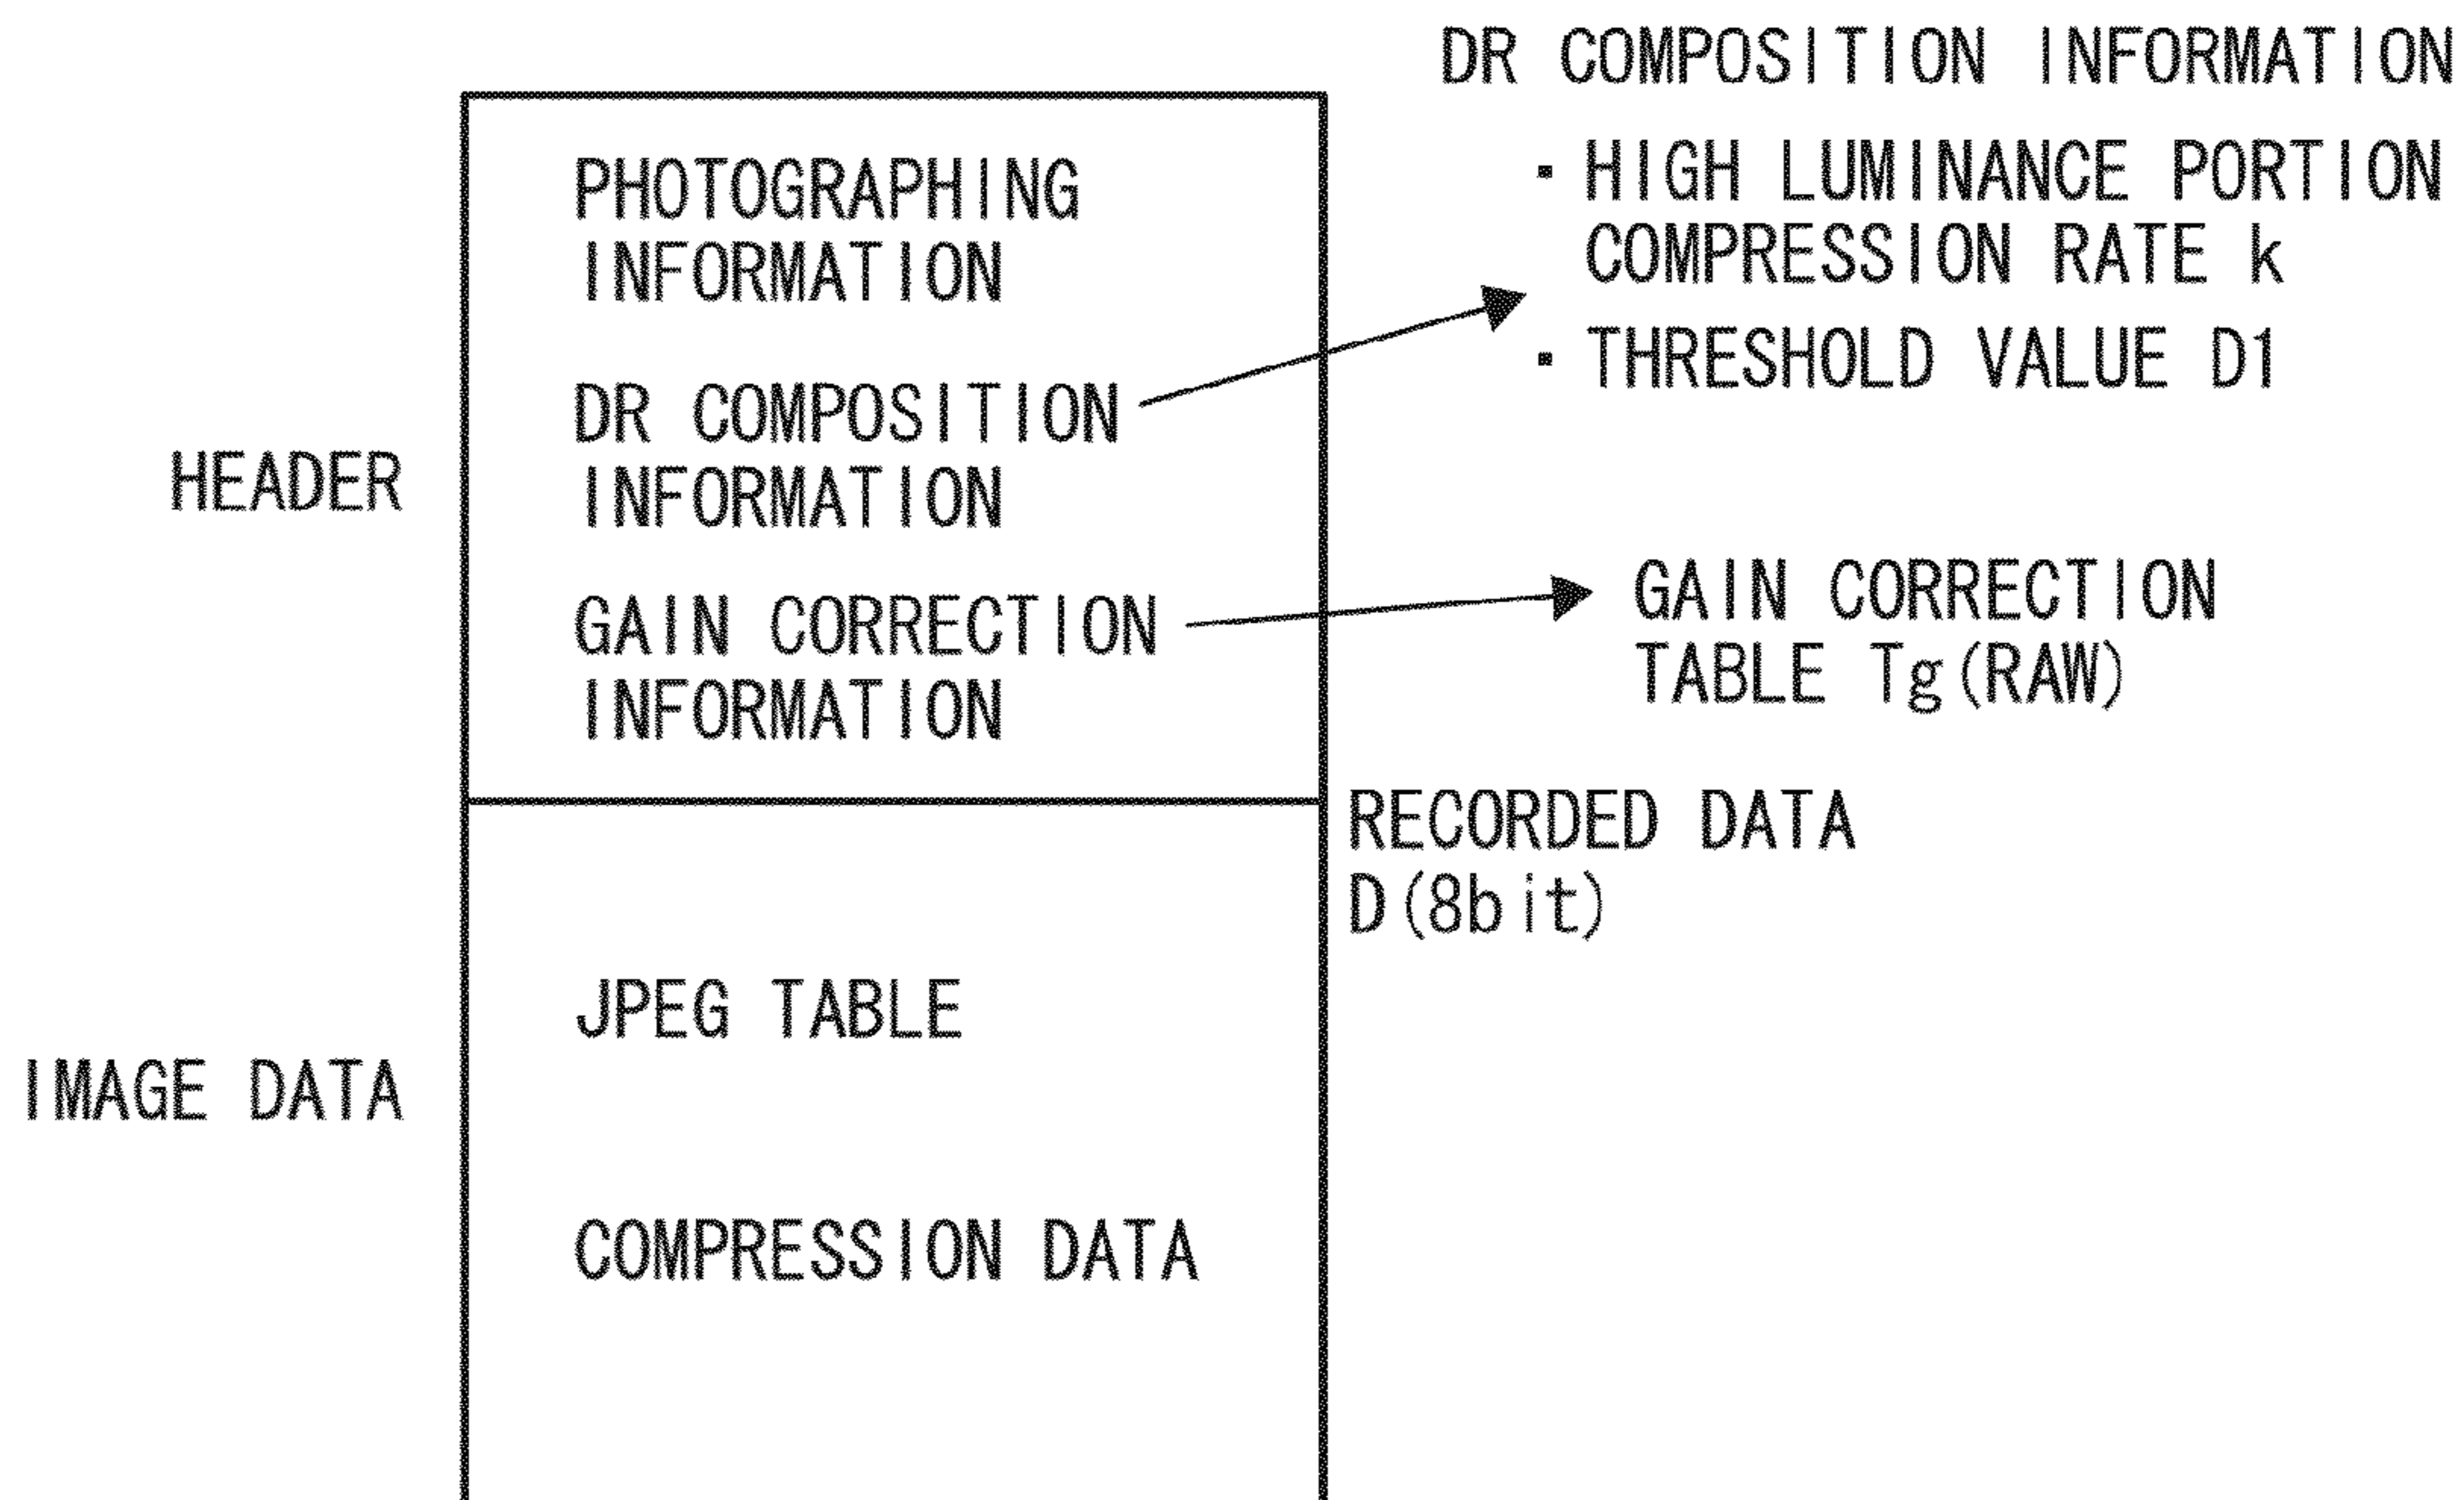 DR COMPOSITION INFORMATION
・HIGH LUMINANCE PORTION
COMPRESSION RATE k
・THRESHOLD VALUE D1
PHOTOGRAPHING
INFORMATION
DR COMPOSITION
INFORMATION
HEADER
GAIN CORRECTION
INFORMATION
GAIN CORRECTION
TABLE Tg(RAW)
RECORDED DATA
D(8bit)
JPEG TABLE
IMAGE DATA
COMPRESSION DATA